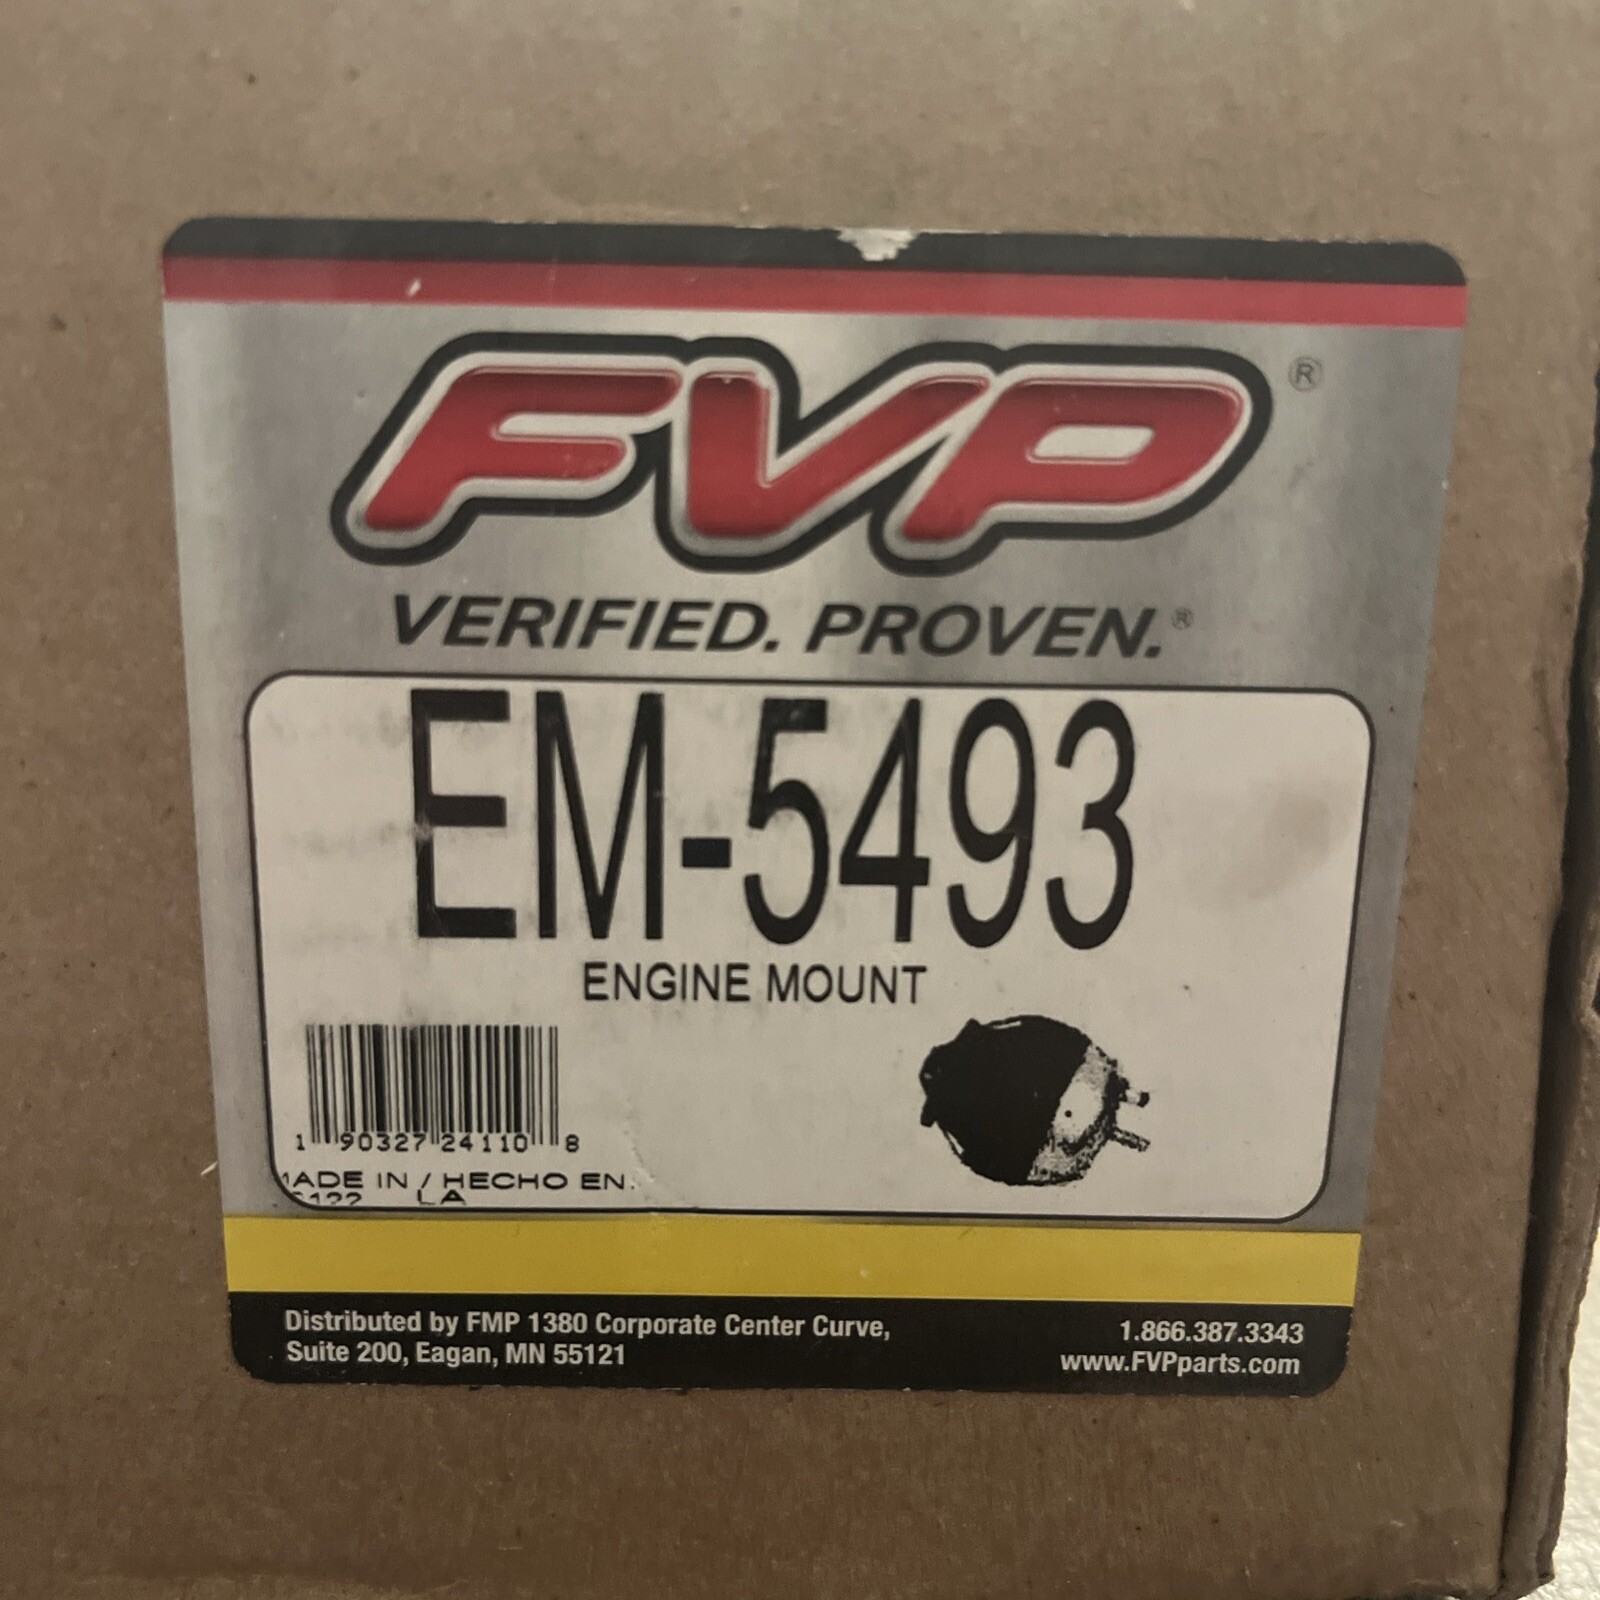 FVP®
VERIFIED. PROVEN.®
EM-5493
ENGINE MOUNT
1 90327 24110 8
MADE IN / HECHO EN:
LA
Distributed by FMP 1380 Corporate Center Curve,
Suite 200, Eagan, MN 55121
1.866.387.3343
www.FVPparts.com